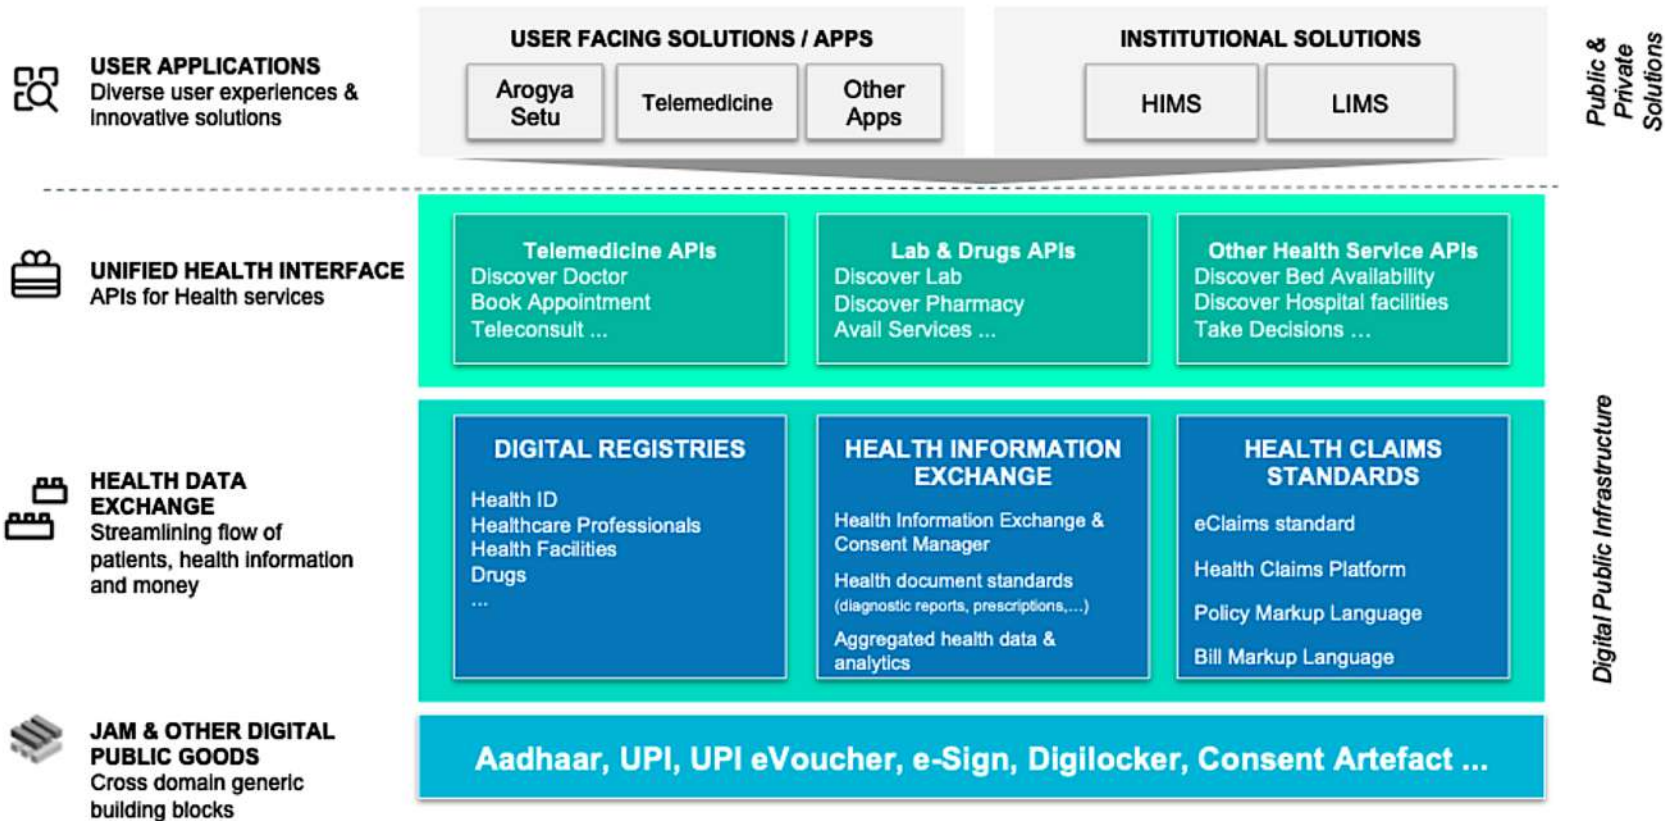 USER APPLICATIONS
Diverse user experiences &
innovative solutions
USER FACING SOLUTIONS / APPS
Arogya
Setu
Telemedicine
Other
Apps
INSTITUTIONAL SOLUTIONS
HIMS
LIMS
Public &
Private
Solutions
UNIFIED HEALTH INTERFACE
APIs for Health services
Telemedicine APIs
Discover Doctor
Book Appointment
Teleconsult ...
Lab & Drugs APIs
Discover Lab
Discover Pharmacy
Avail Services ...
Other Health Service APIs
Discover Bed Availability
Discover Hospital facilities
Take Decisions ...
HEALTH DATA
EXCHANGE
Streamlining flow of
patients, health information
and money
DIGITAL REGISTRIES
Health ID
Healthcare Professionals
Health Facilities
Drugs
...
HEALTH INFORMATION
EXCHANGE
Health Information Exchange &
Consent Manager
Health document standards
(diagnostic reports, prescriptions,...)
Aggregated health data &
analytics
HEALTH CLAIMS
STANDARDS
eClaims standard
Health Claims Platform
Policy Markup Language
Bill Markup Language
Digital Public Infrastructure
JAM & OTHER DIGITAL
PUBLIC GOODS
Cross domain generic
building blocks
Aadhaar, UPI, UPI eVoucher, e-Sign, Digilocker, Consent Artefact ...